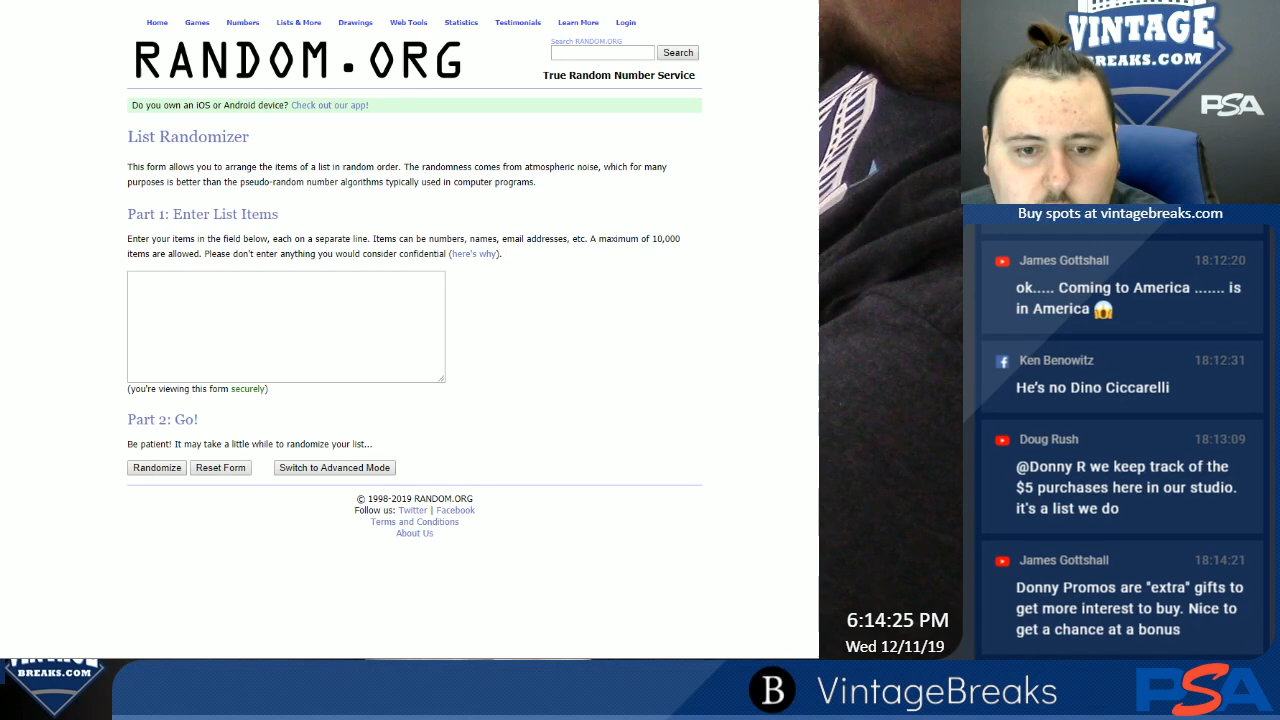 Home Games Numbers Lists & More Drawings Web Tools Statistics Testimonials Learn More Login
RANDOM.ORG
Search RANDOM.ORG
Search
True Random Number Service
Do you own an iOS or Android device? Check out our app!
List Randomizer
This form allows you to arrange the items of a list in random order. The randomness comes from atmospheric noise, which for many
purposes is better than the pseudo-random number algorithms typically used in computer programs.
Part 1: Enter List Items
Enter your items in the field below, each on a separate line. Items can be numbers, names, email addresses, etc. A maximum of 10,000
items are allowed. Please don't enter anything you would consider confidential (here's why).
(you're viewing this form securely)
Part 2: Go!
Be patient! It may take a little while to randomize your list...
Randomize Reset Form Switch to Advanced Mode
© 1998-2019 RANDOM.ORG
Follow us: Twitter | Facebook
Terms and Conditions
About Us
VINTAGE
BREAKS.COM
PSA
Buy spots at vintagebreaks.com
James Gottshall 18:12:20
ok..... Coming to America ....... is
in America 😱
Ken Benowitz 18:12:31
He's no Dino Ciccarelli
Doug Rush 18:13:09
@Donny R we keep track of the
$5 purchases here in our studio.
it's a list we do
James Gottshall 18:14:21
Donny Promos are "extra" gifts to
get more interest to buy. Nice to
get a chance at a bonus
6:14:25 PM
Wed 12/11/19
VINTAGE
BREAKS.COM
B VintageBreaks
PSA